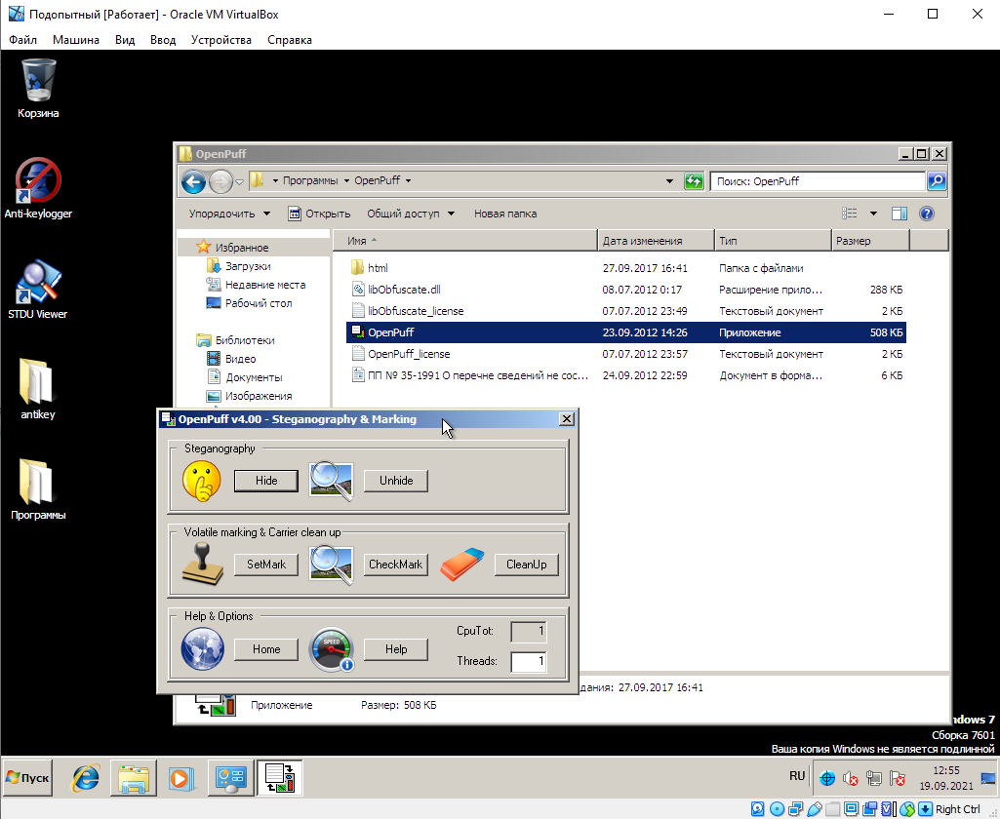 Подопытный [Работает] - Oracle VM VirtualBox
Файл Машина Вид Ввод Устройства Справка
Корзина
Anti-keylogger
STDU Viewer
antikey
Программы
OpenPuff
Программы OpenPuff
Поиск: OpenPuff
Упорядочить Открыть Общий доступ Новая папка
Имя Дата изменения Тип Размер
Избранное
Загрузки
Недавние места
Рабочий стол
Библиотеки
Видео
Документы
Изображения
html 27.09.2017 16:41 Папка с файлами
libObfuscate.dll 08.07.2012 0:17 Расширение прило... 288 КБ
libObfuscate_license 07.07.2012 23:49 Текстовый документ 2 КБ
OpenPuff 23.09.2012 14:26 Приложение 508 КБ
OpenPuff_license 07.07.2012 23:57 Текстовый документ 2 КБ
ПП № 35-1991 О перечне сведений не сос... 24.09.2012 22:59 Документ в форма... 6 КБ
OpenPuff v4.00 - Steganography & Marking
Steganography
Hide Unhide
Volatile marking & Carrier clean up
SetMark CheckMark CleanUp
Help & Options
Home SPEED Help
CpuTot: 1
Threads: 1
дания: 27.09.2017 16:41
Приложение Размер: 508 КБ
ndows 7
Сборка 7601
Ваша копия Windows не является подлинной
Пуск
RU
12:55
19.09.2021
Right Ctrl